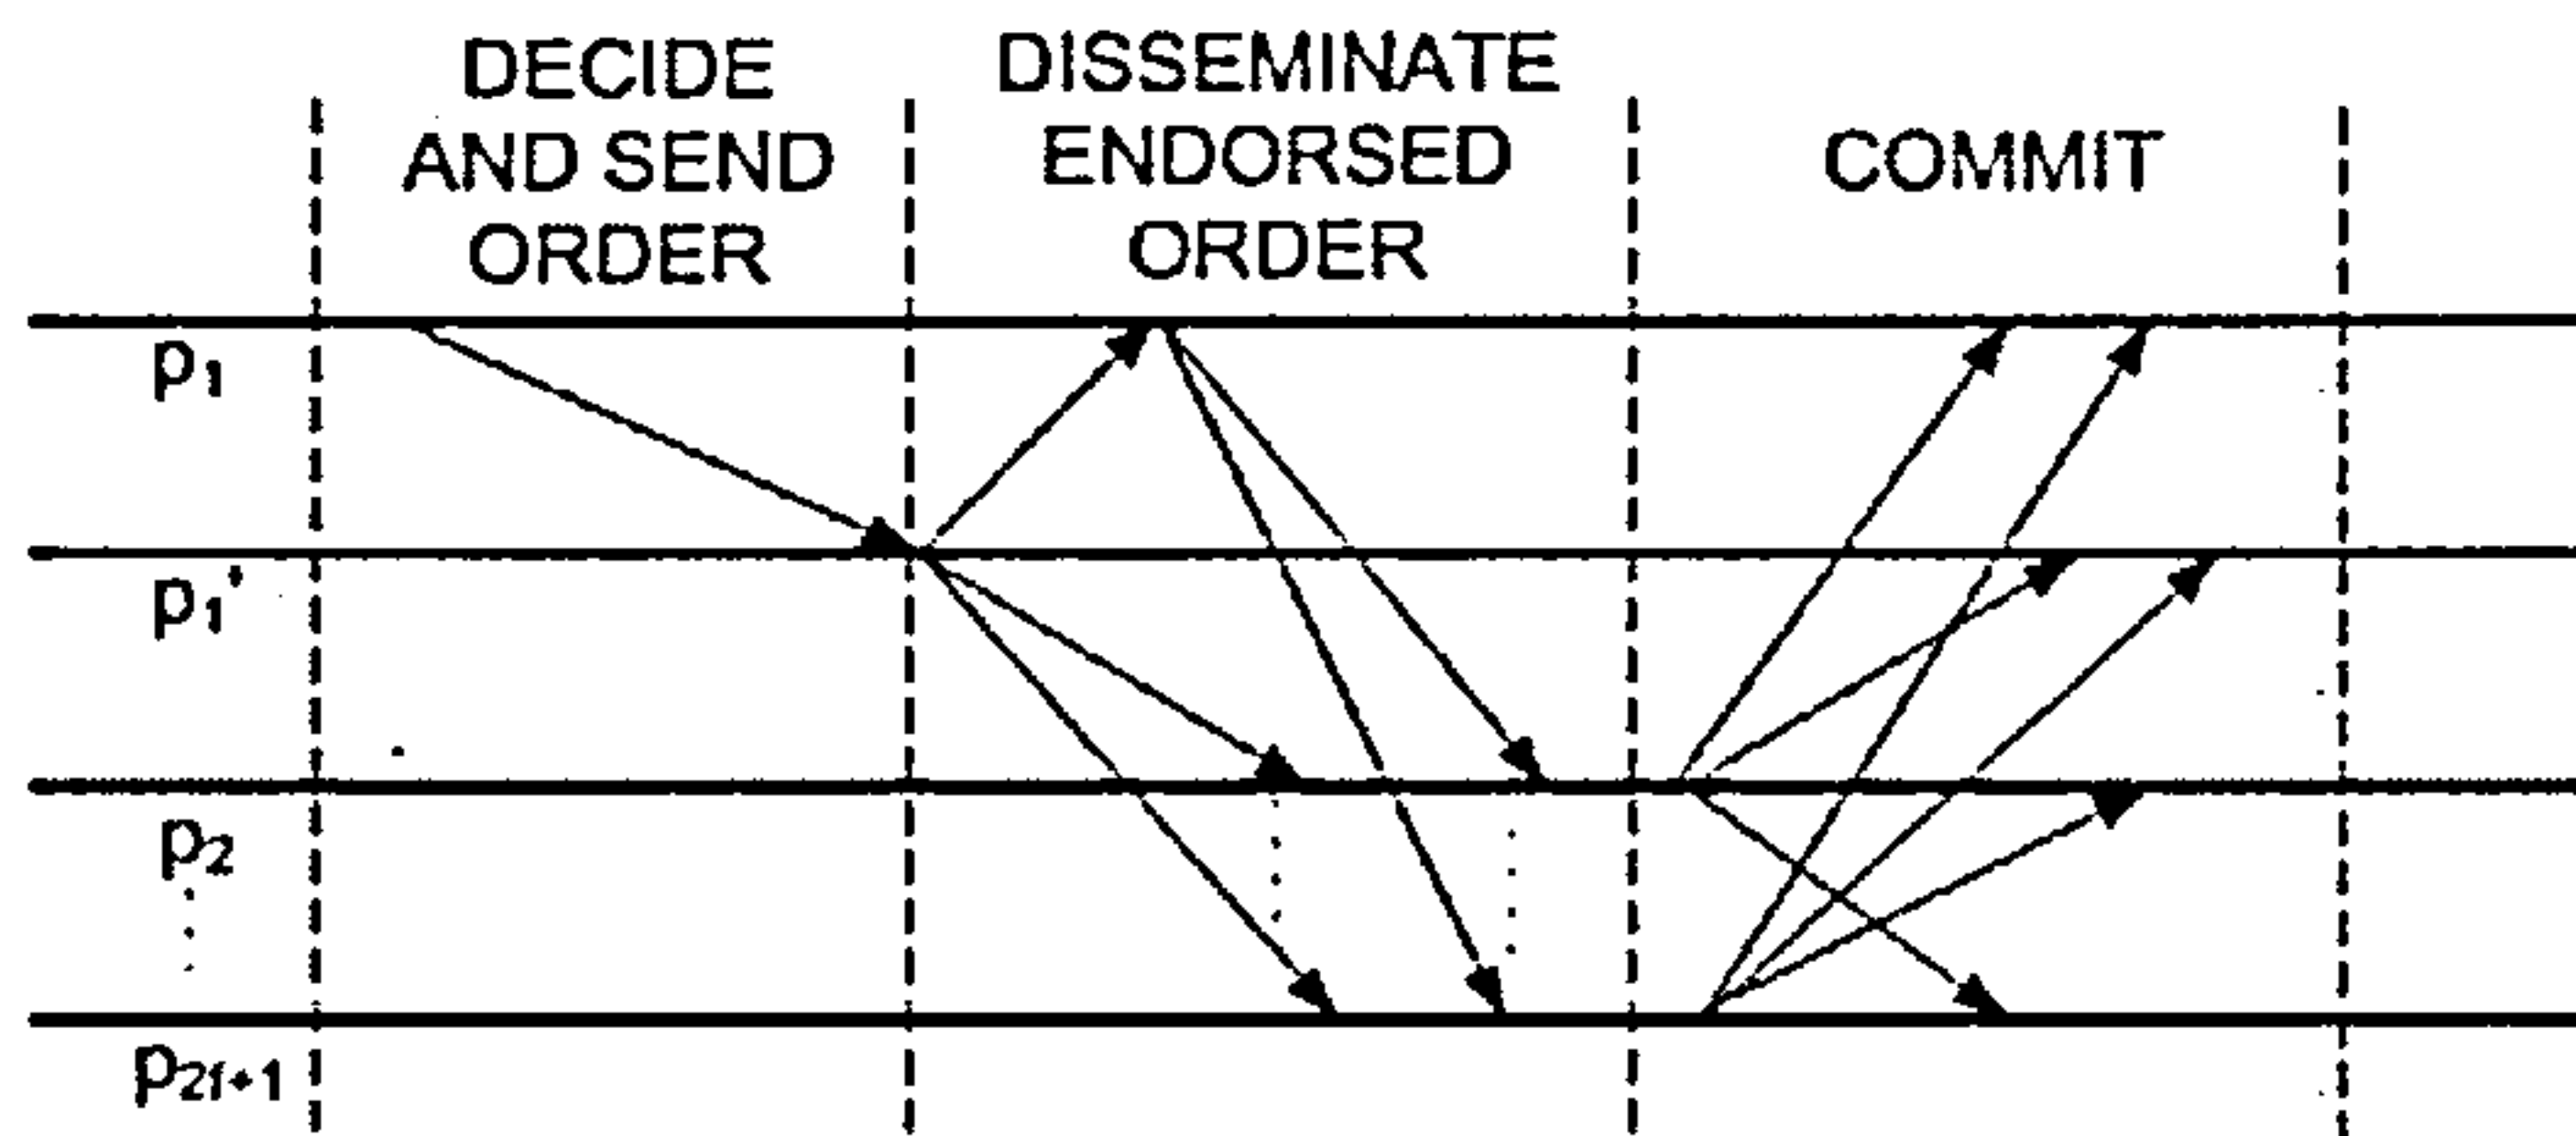 DECIDE
AND SEND
ORDER
DISSEMINATE
ENDORSED
ORDER
COMMIT
p₁
p₁'
p₂
p₂f+1